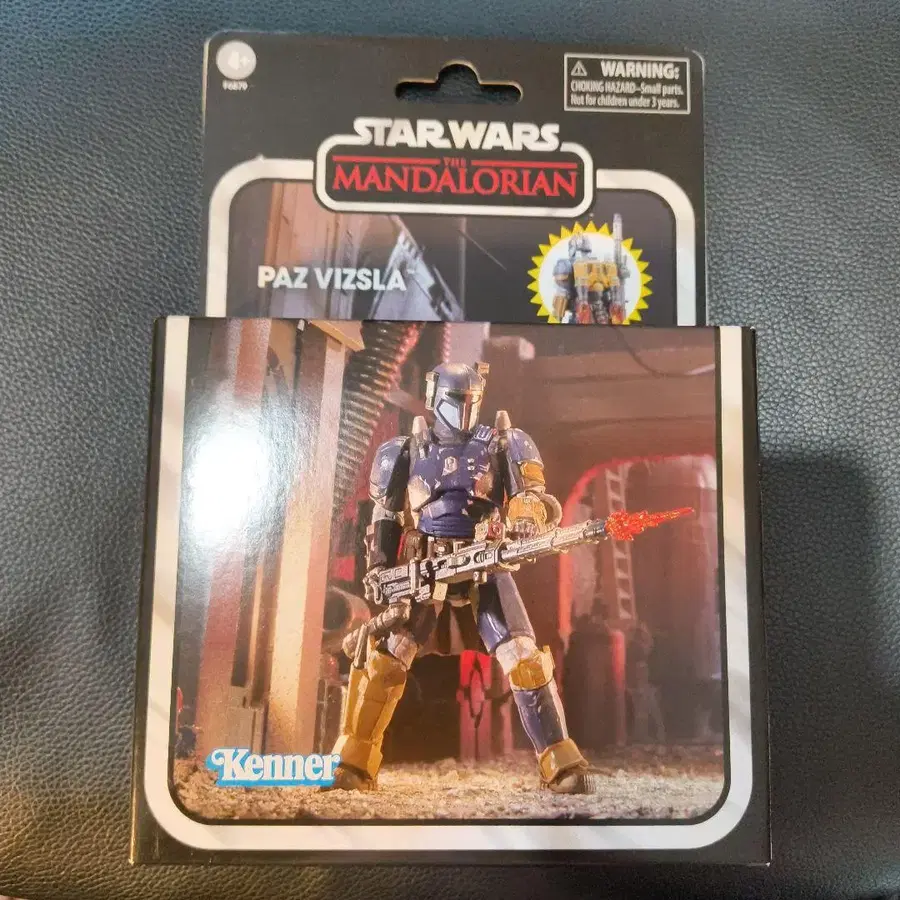 4+
F6879
WARNING:
CHOKING HAZARD–Small parts.
Not for children under 3 years.
STAR WARS
THE
MANDALORIAN
PAZ VIZSLA
Kenner